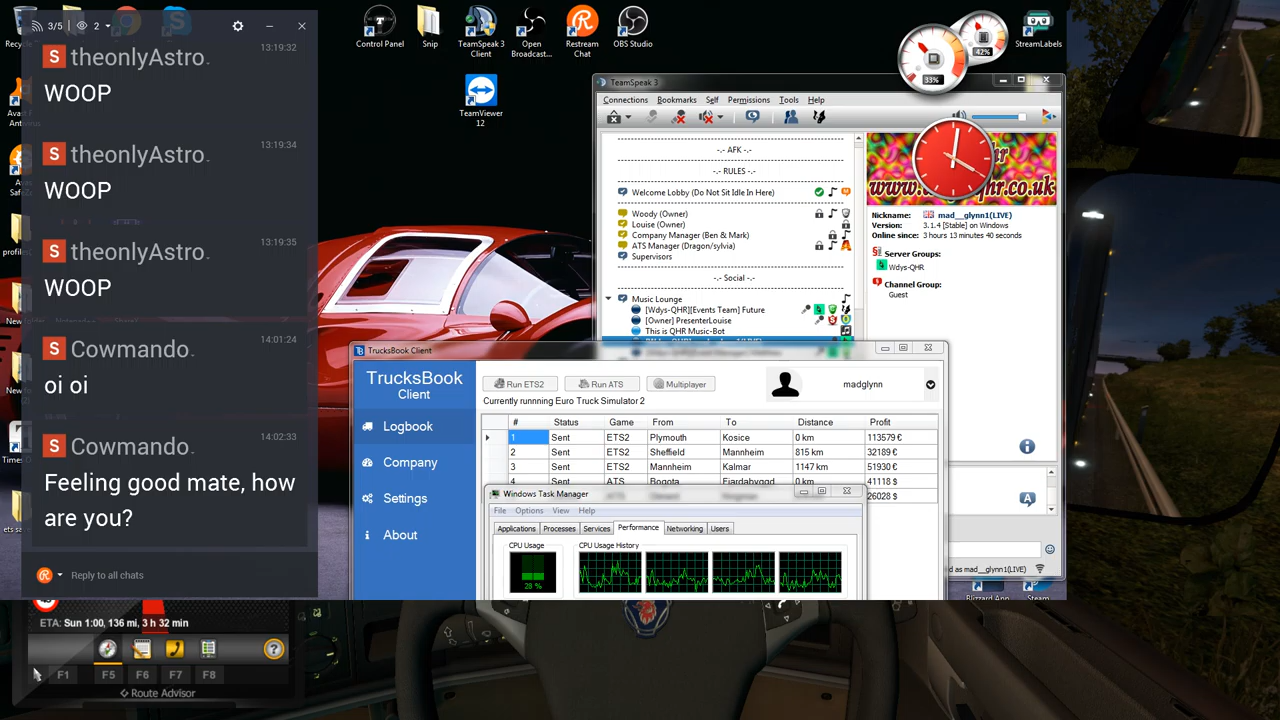 3/5
2
theonlyAstro.
13:19:32
WOOP
theonlyAstro.
13:19:34
WOOP
theonlyAstro.
13:19:35
WOOP
Cowmando.
14:01:24
oi oi
Cowmando.
14:02:33
Feeling good mate, how
are you?
Reply to all chats
Control Panel
Snip
TeamSpeak 3
Client
Open
Broadcast...
Restream
Chat
OBS Studio
TeamViewer
12
StreamLabels
33%
42%
TeamSpeak 3
Connections Bookmarks Self Permissions Tools Help
-.- AFK -.-
-.- RULES -.-
Welcome Lobby (Do Not Sit Idle In Here)
Woody (Owner)
Louise (Owner)
Company Manager (Ben & Mark)
ATS Manager (Dragon/sylvia)
Supervisors
-.- Social -.-
Music Lounge
[Wdys-QHR][Events Team] Future
[Owner] PresenterLouise
This is QHR Music-Bot
Nickname: mad__glynn1(LIVE)
Version: 3.1.4 [Stable] on Windows
Online since: 3 hours 13 minutes 40 seconds
Server Groups:
Wdys-QHR
Channel Group:
Guest
TrucksBook Client
TrucksBook
Client
Logbook
Company
Settings
About
Run ETS2
Run ATS
Multiplayer
madglynn
Currently runnning Euro Truck Simulator 2
# Status Game From To Distance Profit
1 Sent ETS2 Plymouth Kosice 0 km 113579 €
2 Sent ETS2 Sheffield Mannheim 815 km 32189 €
3 Sent ETS2 Mannheim Kalmar 1147 km 51930 €
4 Sent ATS Bogota Fjardabyggd 0 km 41118 $
26028 $
Windows Task Manager
File Options View Help
Applications Processes Services Performance Networking Users
CPU Usage
CPU Usage History
28 %
ed as mad__glynn1(LIVE)
Blizzard App
Steam
ETA: Sun 1:00, 136 mi, 3 h 32 min
F1 F5 F6 F7 F8
Route Advisor